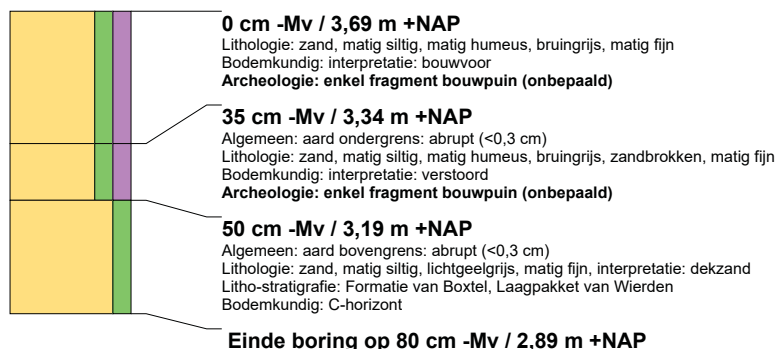 0 cm -Mv / 3,69 m +NAP
Lithologie: zand, matig siltig, matig humeus, bruingrijs, matig fijn
Bodemkundig: interpretatie: bouwvoor
Archeologie: enkel fragment bouwpuin (onbepaald)
35 cm -Mv / 3,34 m +NAP
Algemeen: aard ondergrens: abrupt (<0,3 cm)
Lithologie: zand, matig siltig, matig humeus, bruingrijs, zandbrokken, matig fijn
Bodemkundig: interpretatie: verstoord
Archeologie: enkel fragment bouwpuin (onbepaald)
50 cm -Mv / 3,19 m +NAP
Algemeen: aard bovengrens: abrupt (<0,3 cm)
Lithologie: zand, matig siltig, lichtgeelgrijs, matig fijn, interpretatie: dekzand
Litho-stratigrafie: Formatie van Boxtel, Laagpakket van Wierden
Bodemkundig: C-horizont
Einde boring op 80 cm -Mv / 2,89 m +NAP